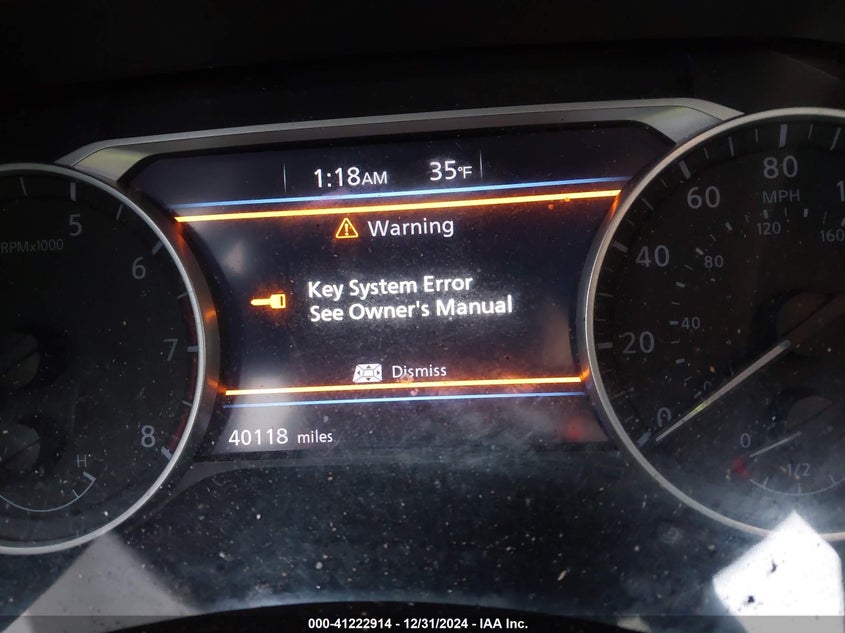 1:18AM 35°F
Warning
Key System Error
See Owner's Manual
Dismiss
40118 miles
5
RPMx1000
6
7
8
H
80
MPH
60
120
160
40
80
40
20
0
0
1/2
000-41222914 - 12/31/2024 - IAA Inc.